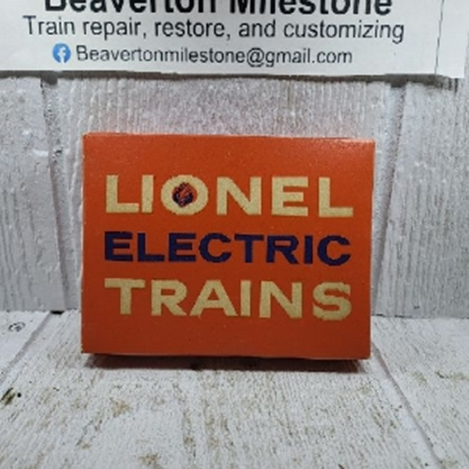 Beaverton Milestone
Train repair, restore, and customizing
Beavertonmilestone@gmail.com
LIONEL
ELECTRIC
TRAINS